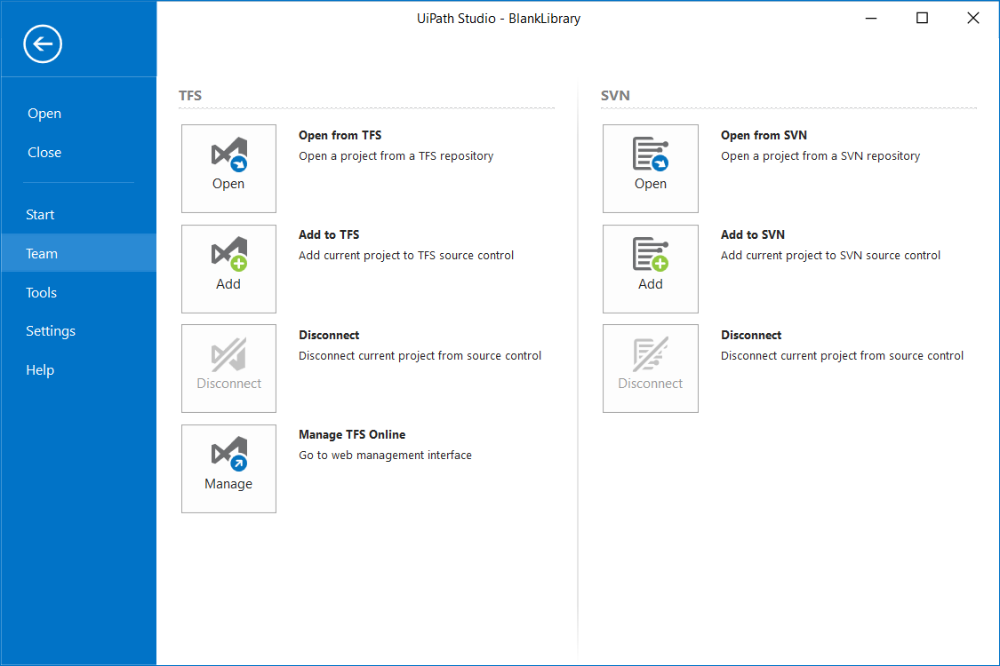 UiPath Studio - BlankLibrary
Open
Close
Start
Team
Tools
Settings
Help
TFS
Open
Open from TFS
Open a project from a TFS repository
Add
Add to TFS
Add current project to TFS source control
Disconnect
Disconnect
Disconnect current project from source control
Manage
Manage TFS Online
Go to web management interface
SVN
Open
Open from SVN
Open a project from a SVN repository
Add
Add to SVN
Add current project to SVN source control
Disconnect
Disconnect
Disconnect current project from source control